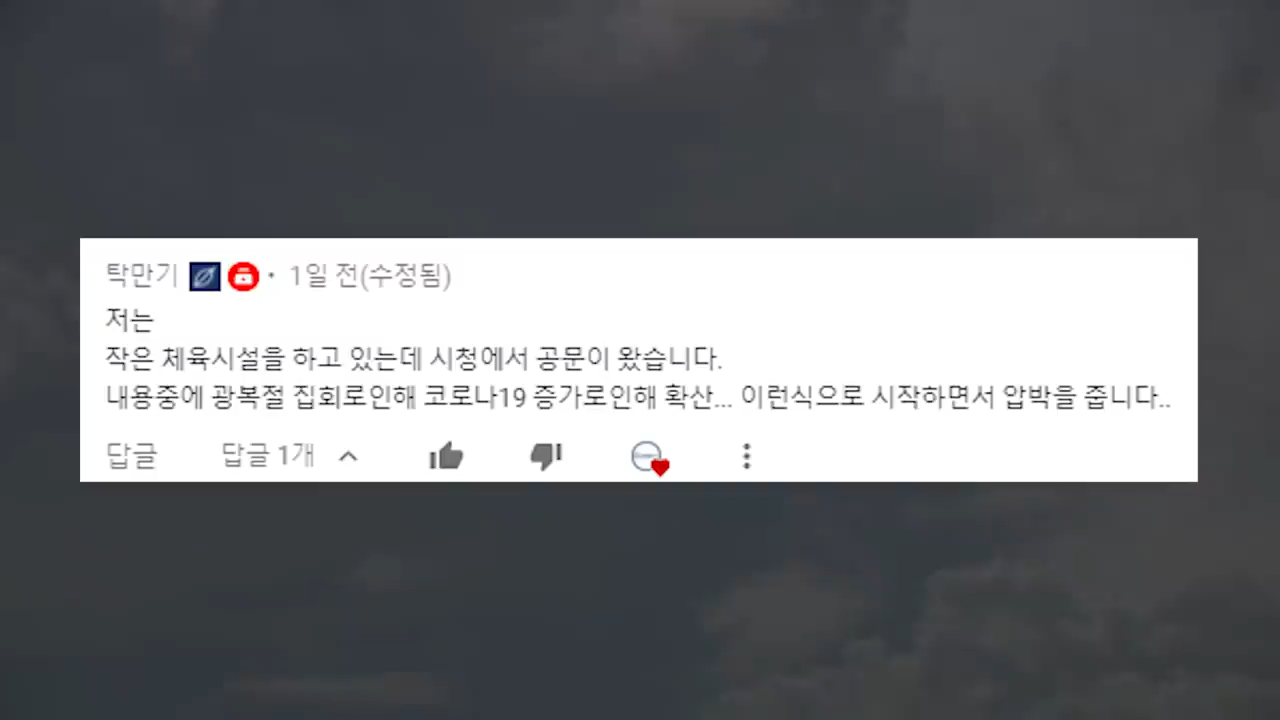 탁만기 · 1일 전(수정됨)
저는
작은 체육시설을 하고 있는데 시청에서 공문이 왔습니다.
내용중에 광복절 집회로인해 코로나19 증가로인해 확산... 이런식으로 시작하면서 압박을 줍니다..
답글 답글 1개